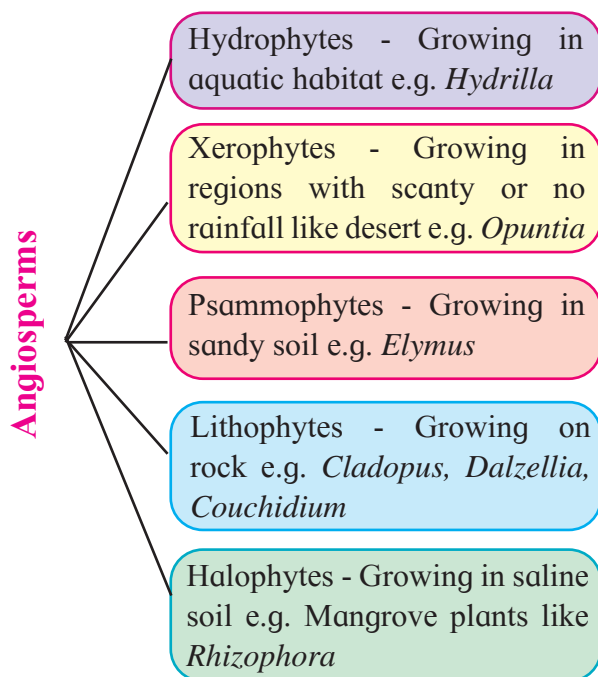 Angiosperms
Hydrophytes - Growing in
aquatic habitat e.g. Hydrilla
Xerophytes - Growing in
regions with scanty or no
rainfall like desert e.g. Opuntia
Psammophytes - Growing in
sandy soil e.g. Elymus
Lithophytes - Growing on
rock e.g. Cladopus, Dalzellia,
Couchidium
Halophytes - Growing in saline
soil e.g. Mangrove plants like
Rhizophora